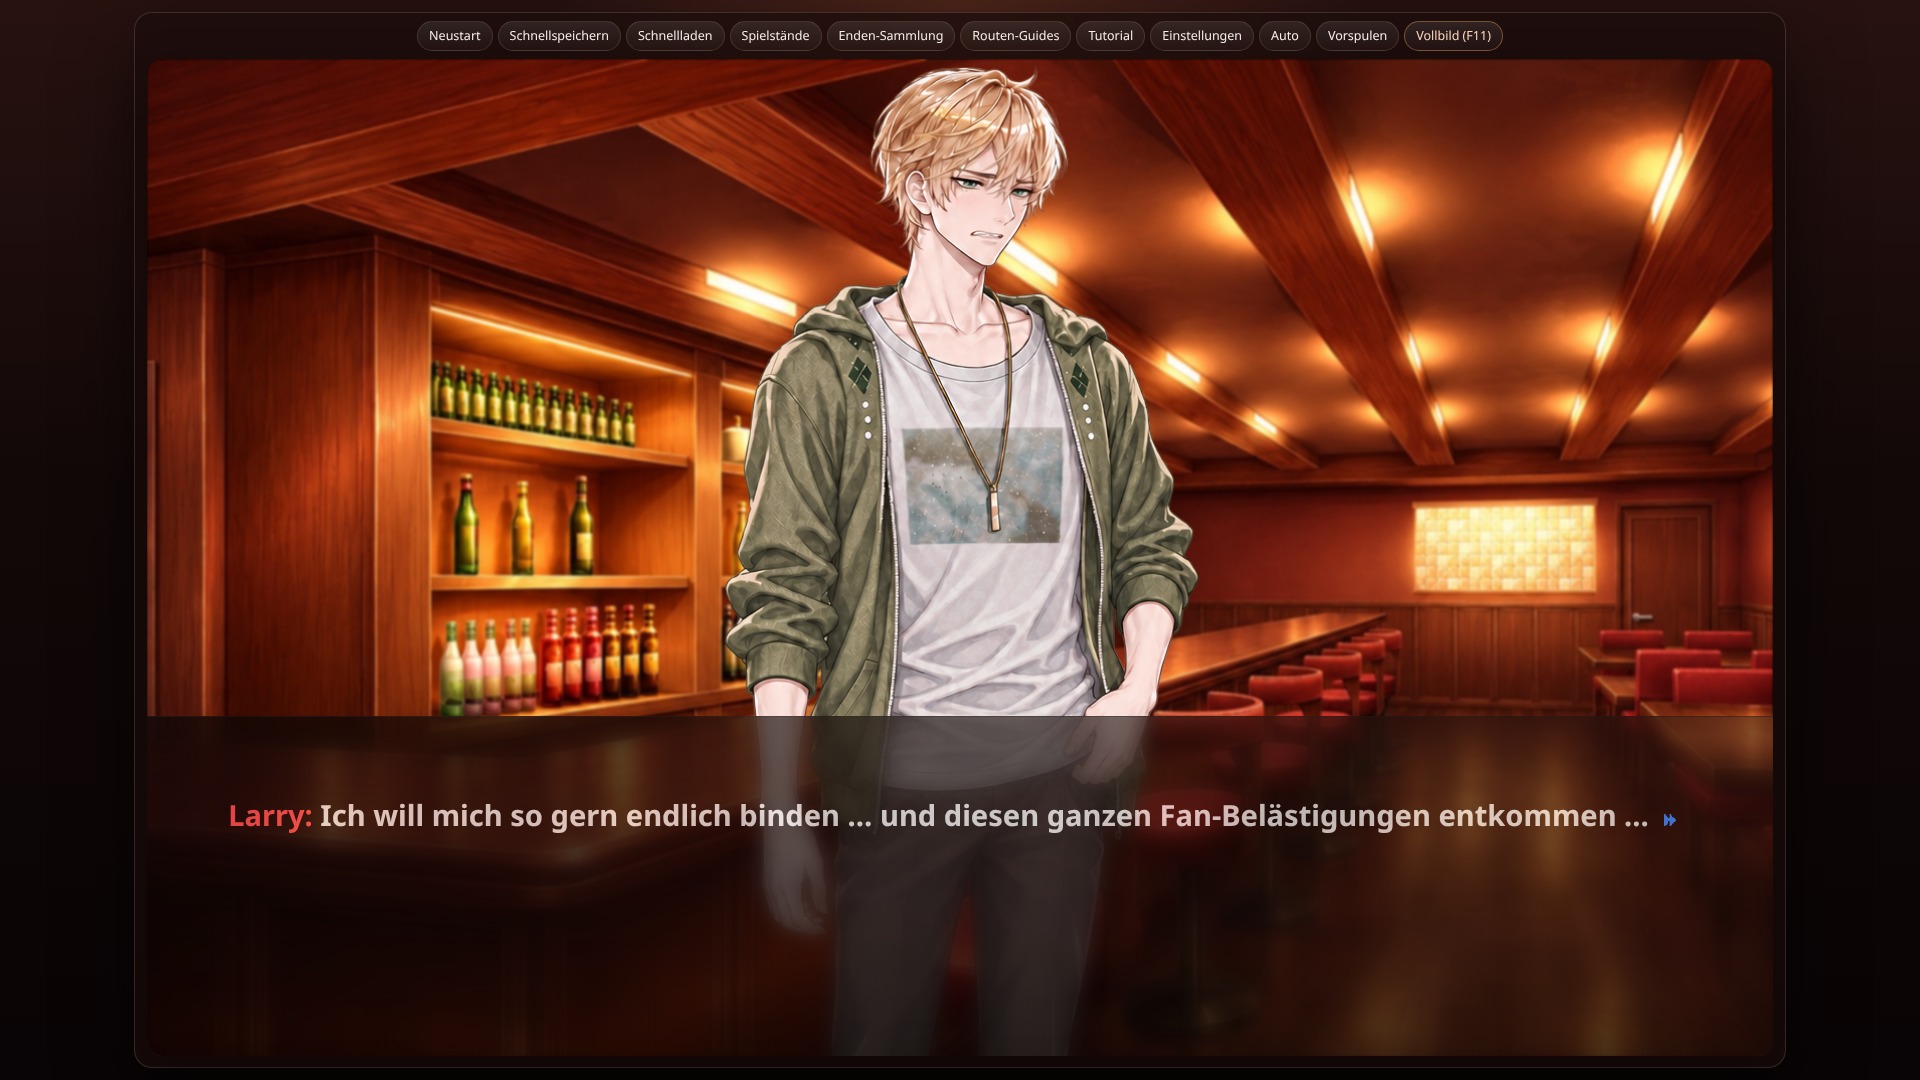 Neustart Schnellspeichern Schnellladen Spielstände Enden-Sammlung Routen-Guides Tutorial Einstellungen Auto Vorspulen Vollbild (F11)
Larry: Ich will mich so gern endlich binden ... und diesen ganzen Fan-Belästigungen entkommen ...